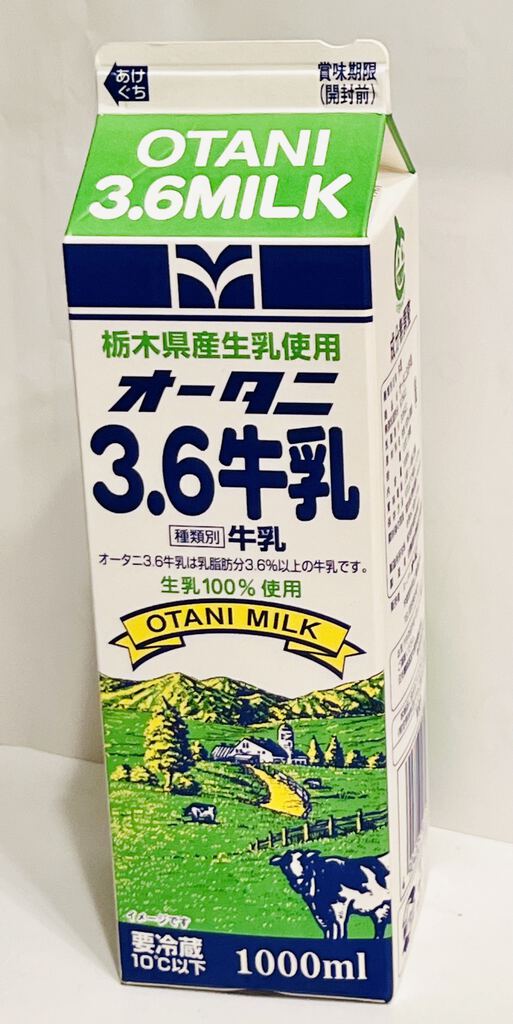 あけ
ぐち
賞味期限
(開封前)
OTANI
3.6MILK
栃木県産生乳使用
オータニ
3.6牛乳
種類別 牛乳
オータニ3.6牛乳は乳脂肪分3.6%以上の牛乳です。
生乳100%使用
OTANI MILK
イメージです
要冷蔵
10℃以下
1000ml